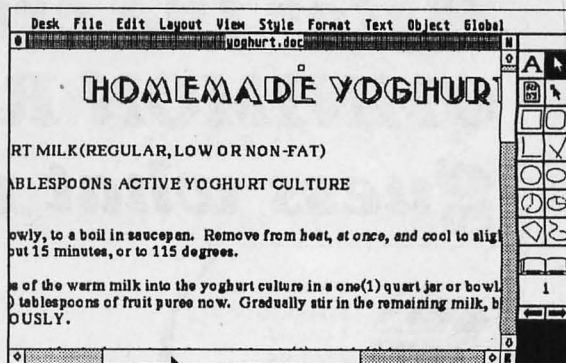 Desk File Edit Layout View Style Format Text Object Global
yoghurt.doc
HOMEMADE YOGHURT
RT MILK(REGULAR, LOW OR NON-FAT)
ABLESPOONS ACTIVE YOGHURT CULTURE
owly, to a boil in saucepan. Remove from heat, at once, and cool to sligh
out 15 minutes, or to 115 degrees.
s of the warm milk into the yoghurt culture in a one(1) quart jar or bowl
) tablespoons of fruit puree now. Gradually stir in the remaining milk, b
OUSLY.
A
1